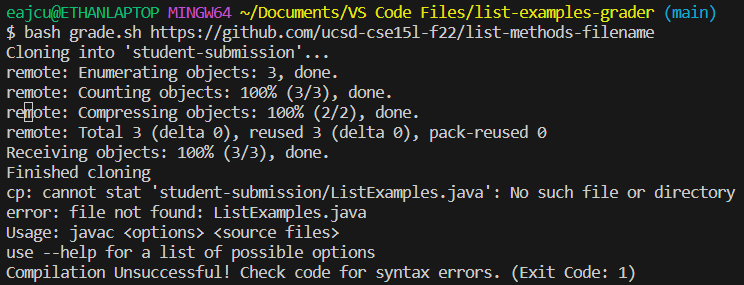 eajcu@ETHANLAPTOP MINGW64 ~/Documents/VS Code Files/list-examples-grader (main)
$ bash grade.sh https://github.com/ucsd-cse15l-f22/list-methods-filename
Cloning into 'student-submission'...
remote: Enumerating objects: 3, done.
remote: Counting objects: 100% (3/3), done.
remote: Compressing objects: 100% (2/2), done.
remote: Total 3 (delta 0), reused 3 (delta 0), pack-reused 0
Receiving objects: 100% (3/3), done.
Finished cloning
cp: cannot stat 'student-submission/ListExamples.java': No such file or directory
error: file not found: ListExamples.java
Usage: javac <options> <source files>
use --help for a list of possible options
Compilation Unsuccessful! Check code for syntax errors. (Exit Code: 1)